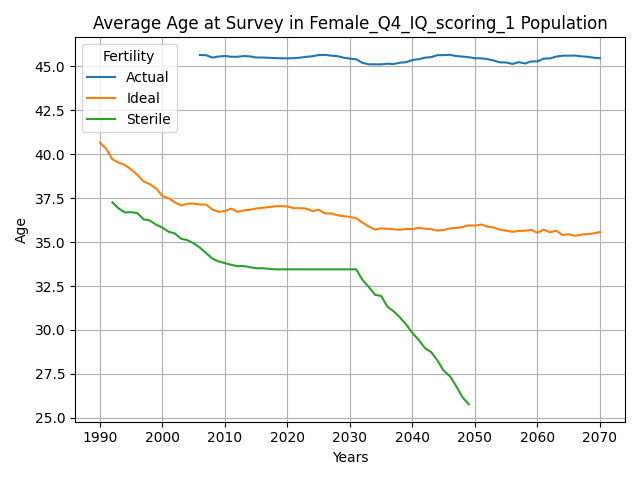 Average Age at Survey in Female_Q4_IQ_scoring_1 Population
Fertility
Actual
Ideal
Sterile
Age
45.0
42.5
40.0
37.5
35.0
32.5
30.0
27.5
25.0
1990
2000
2010
2020
2030
2040
2050
2060
2070
Years